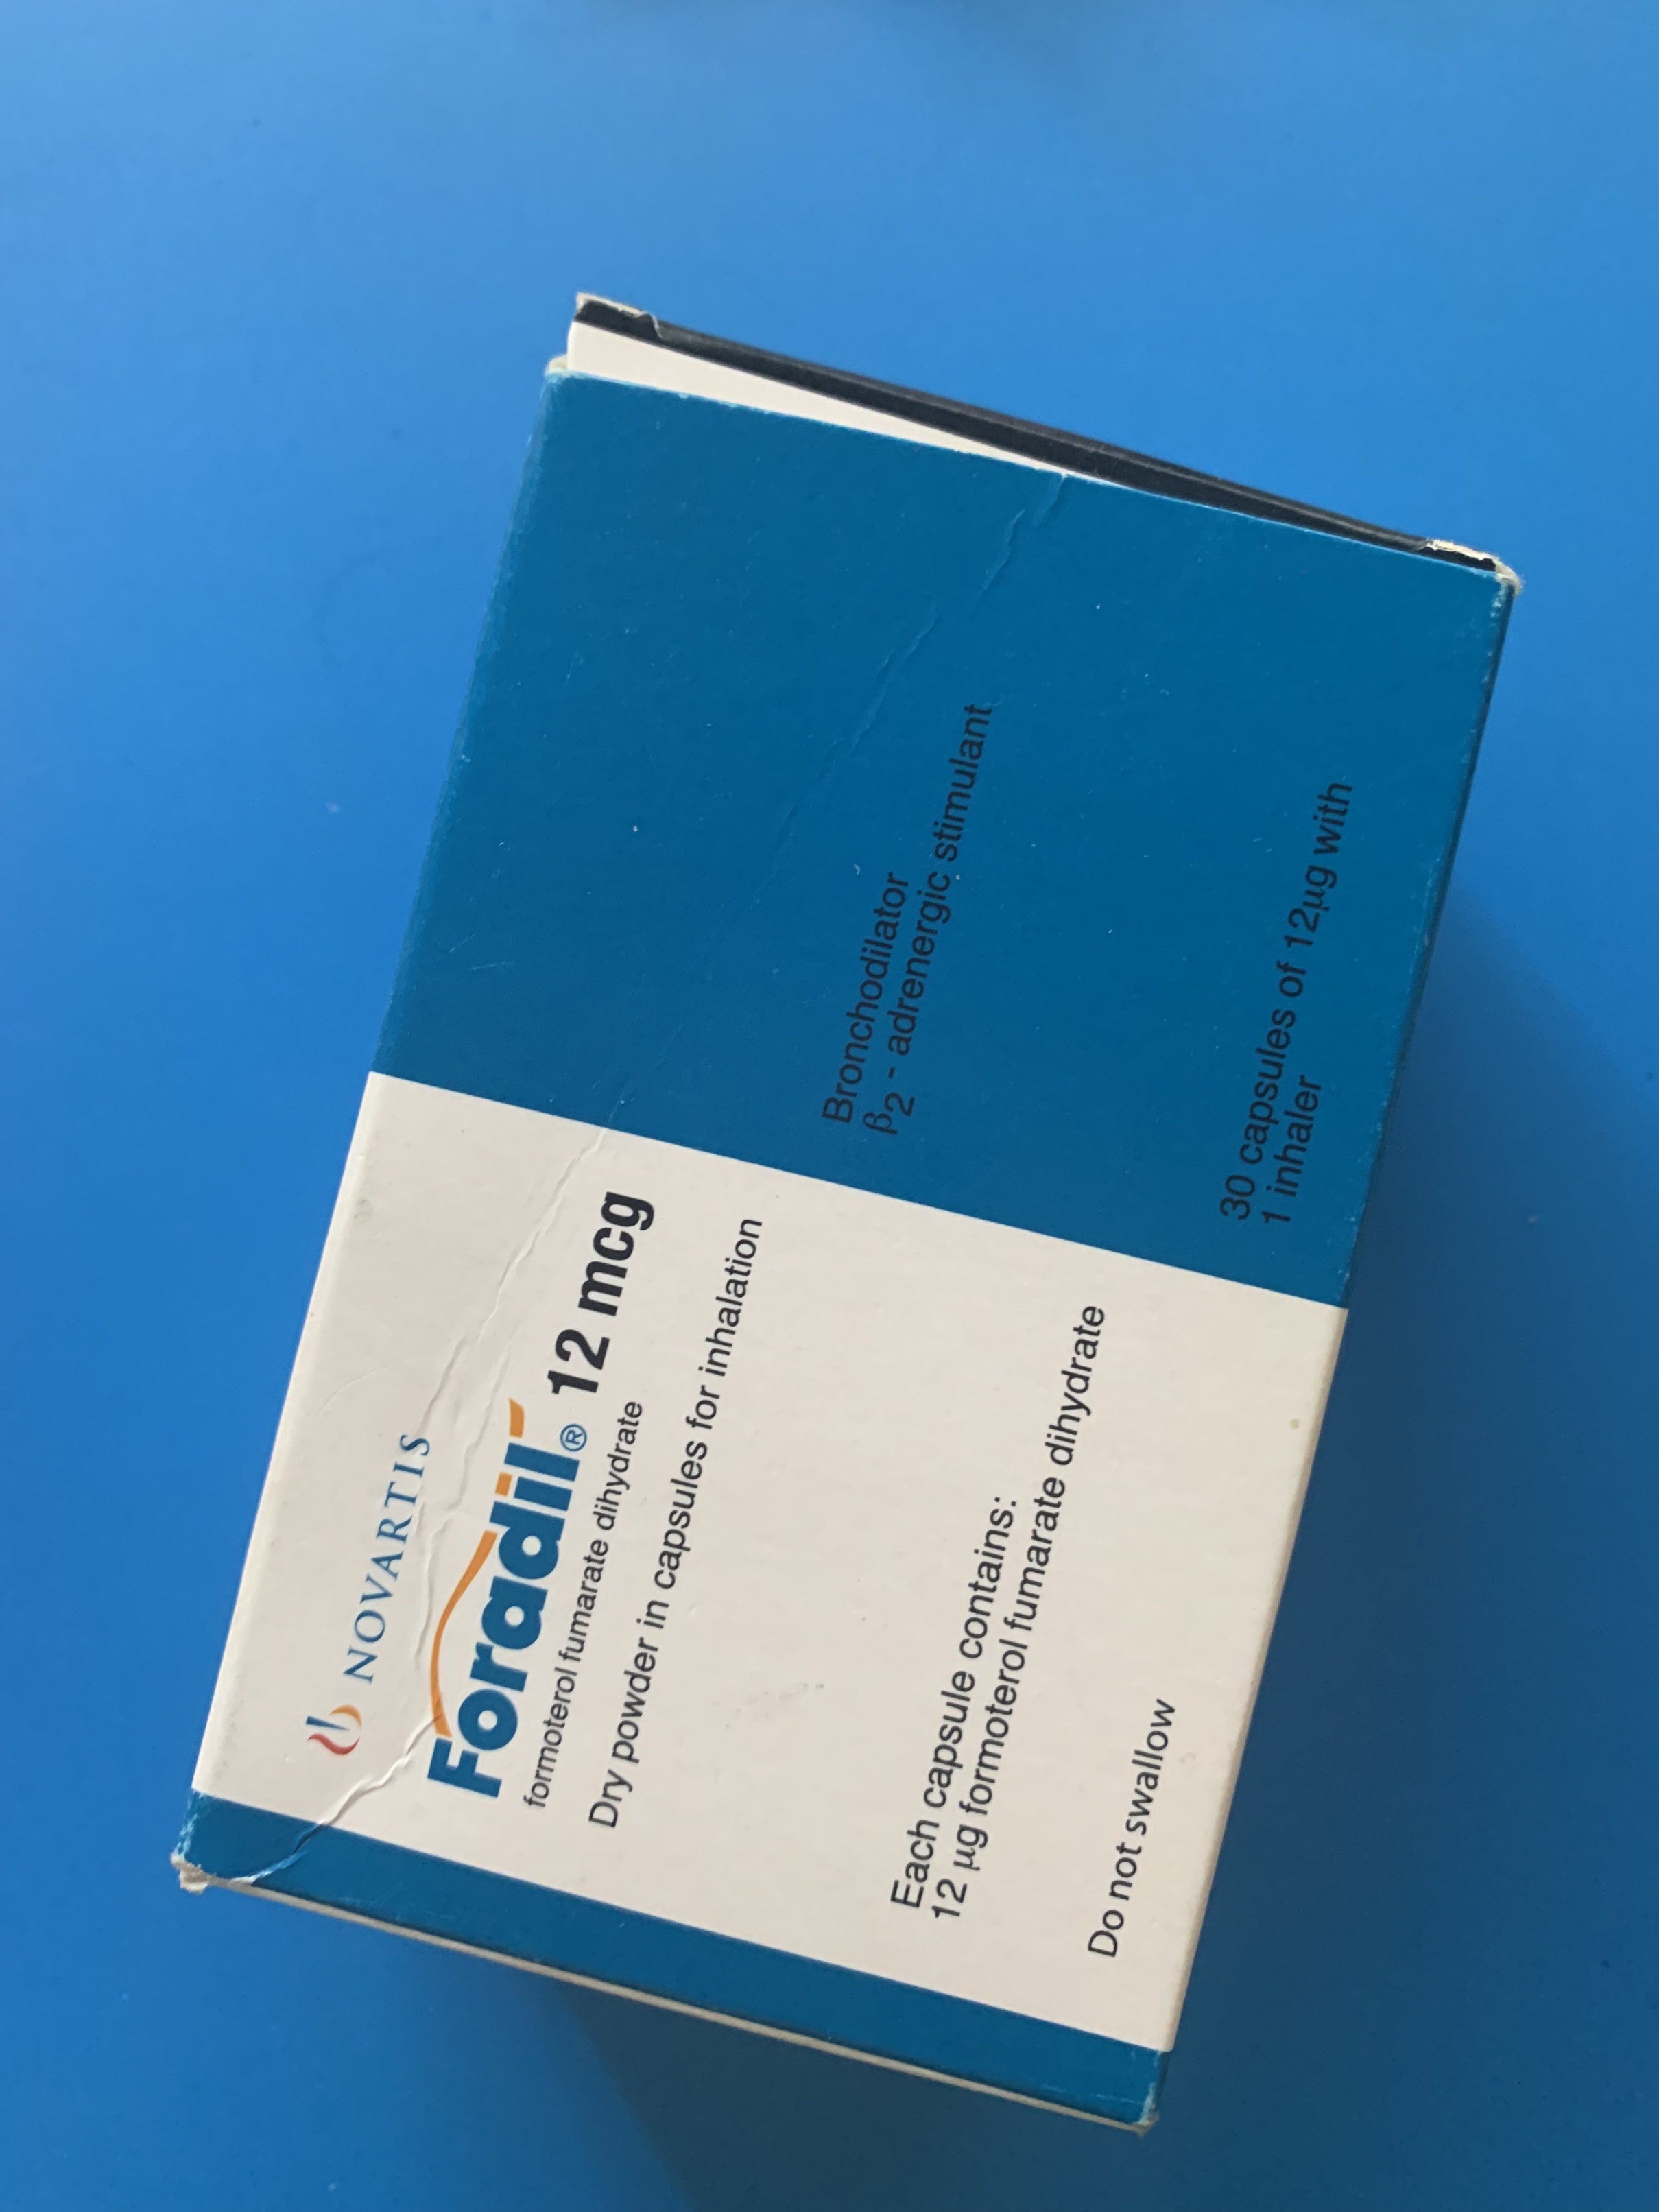 NOVARTIS
Foradil® 12 mcg
formoterol fumarate dihydrate
Dry powder in capsules for inhalation
Bronchodilator
β2 - adrenergic stimulant
Each capsule contains:
12 µg formoterol fumarate dihydrate
Do not swallow
30 capsules of 12µg with
1 inhaler